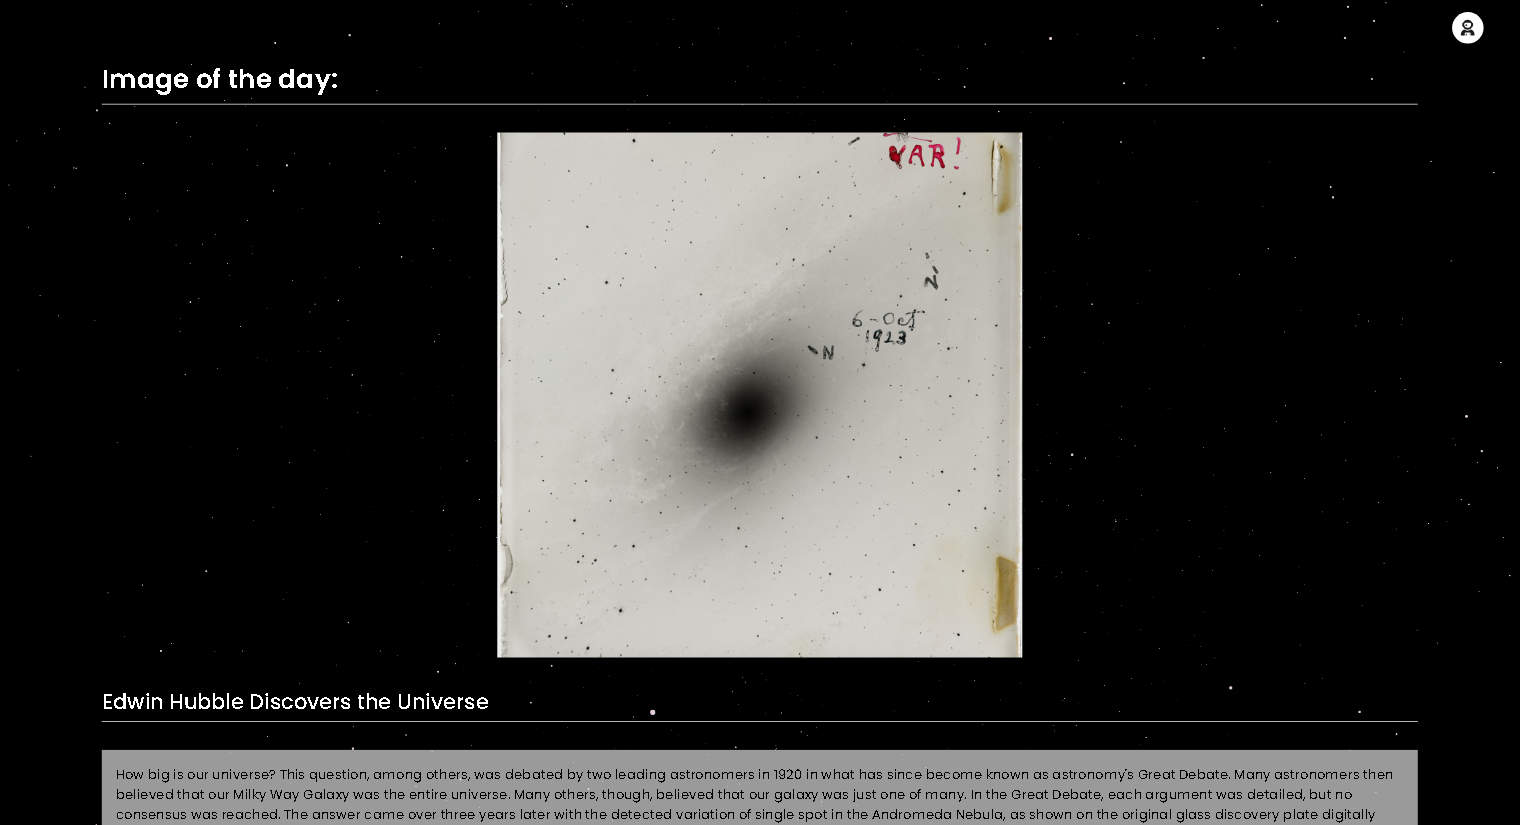 Image of the day:
VAR!
6-Oct
1923
N
N
Edwin Hubble Discovers the Universe
How big is our universe? This question, among others, was debated by two leading astronomers in 1920 in what has since become known as astronomy's Great Debate. Many astronomers then
believed that our Milky Way Galaxy was the entire universe. Many others, though, believed that our galaxy was just one of many. In the Great Debate, each argument was detailed, but no
consensus was reached. The answer came over three years later with the detected variation of single spot in the Andromeda Nebula, as shown on the original glass discovery plate digitally